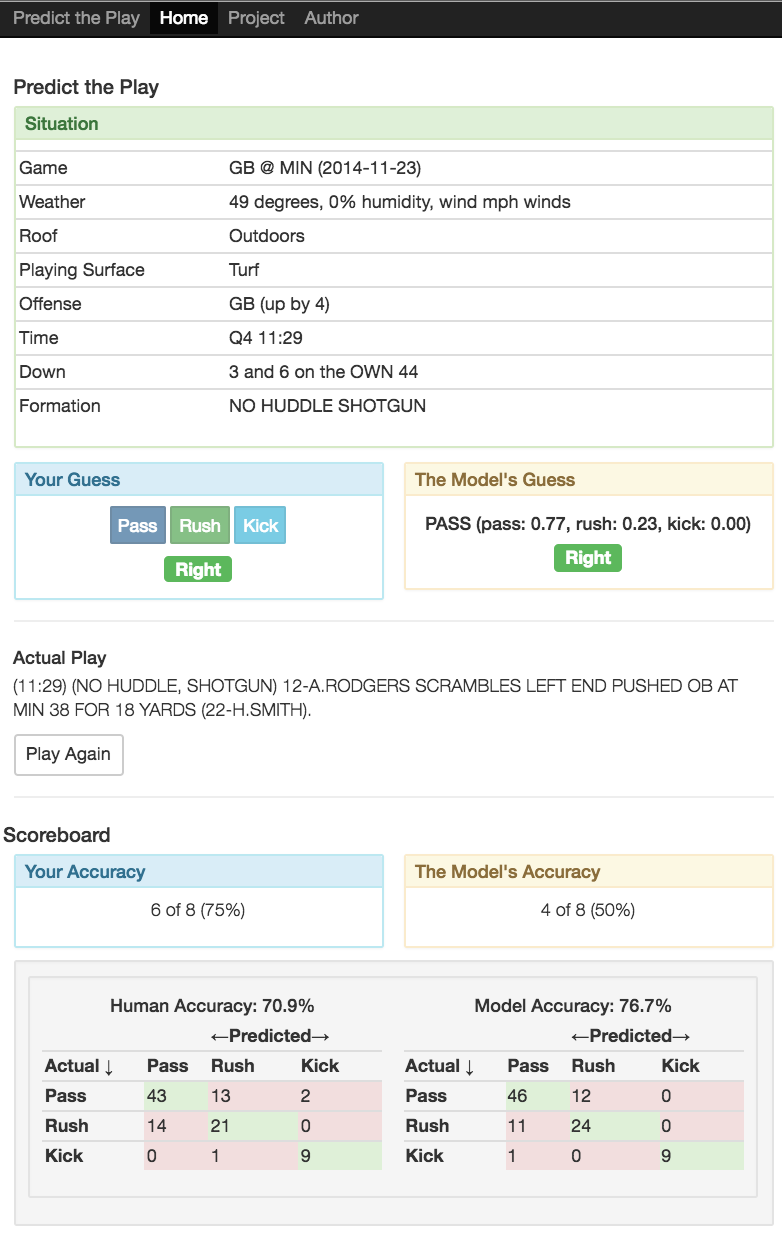 Predict the Play Home Project Author
Predict the Play
Situation
Game GB @ MIN (2014-11-23)
Weather 49 degrees, 0% humidity, wind mph winds
Roof Outdoors
Playing Surface Turf
Offense GB (up by 4)
Time Q4 11:29
Down 3 and 6 on the OWN 44
Formation NO HUDDLE SHOTGUN
Your Guess
Pass Rush Kick
Right
The Model's Guess
PASS (pass: 0.77, rush: 0.23, kick: 0.00)
Right
Actual Play
(11:29) (NO HUDDLE, SHOTGUN) 12-A.RODGERS SCRAMBLES LEFT END PUSHED OB AT
MIN 38 FOR 18 YARDS (22-H.SMITH).
Play Again
Scoreboard
Your Accuracy
6 of 8 (75%)
The Model's Accuracy
4 of 8 (50%)
Human Accuracy: 70.9%
←Predicted→
Actual ↓ Pass Rush Kick
Pass 43 13 2
Rush 14 21 0
Kick 0 1 9
Model Accuracy: 76.7%
←Predicted→
Actual ↓ Pass Rush Kick
Pass 46 12 0
Rush 11 24 0
Kick 1 0 9